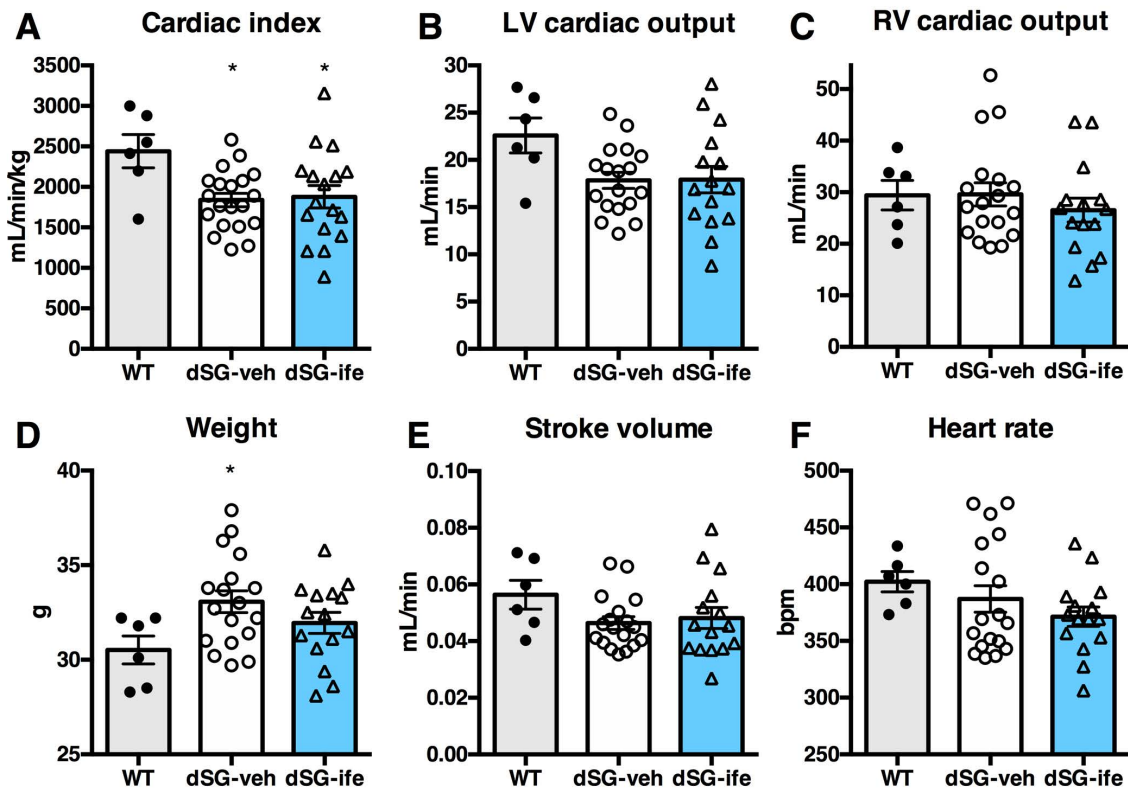 A Cardiac index
* *
3500
3000
2500
2000
1500
1000
500
0
mL/min/kg
WT dSG-veh dSG-ife
B LV cardiac output
30
25
20
15
10
5
0
mL/min
WT dSG-veh dSG-ife
C RV cardiac output
50
40
30
20
10
0
mL/min
WT dSG-veh dSG-ife
D Weight
*
40
35
30
25
g
WT dSG-veh dSG-ife
E Stroke volume
0.10
0.08
0.06
0.04
0.02
0.00
mL/min
WT dSG-veh dSG-ife
F Heart rate
500
450
400
350
300
250
bpm
WT dSG-veh dSG-ife